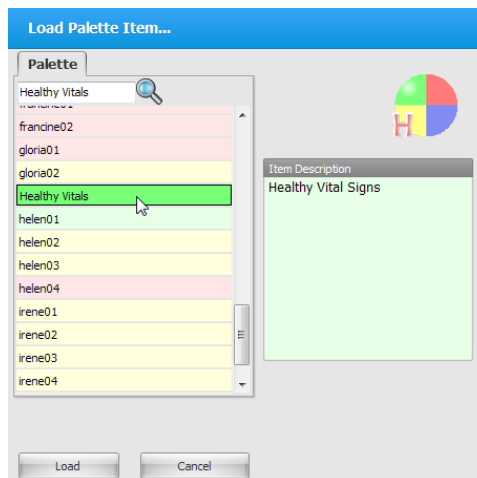 Load Palette Item...
Palette
Healthy Vitals
francine02
gloria01
gloria02
Healthy Vitals
helen01
helen02
helen03
helen04
irene01
irene02
irene03
irene04
H
Item Description
Healthy Vital Signs
Load
Cancel